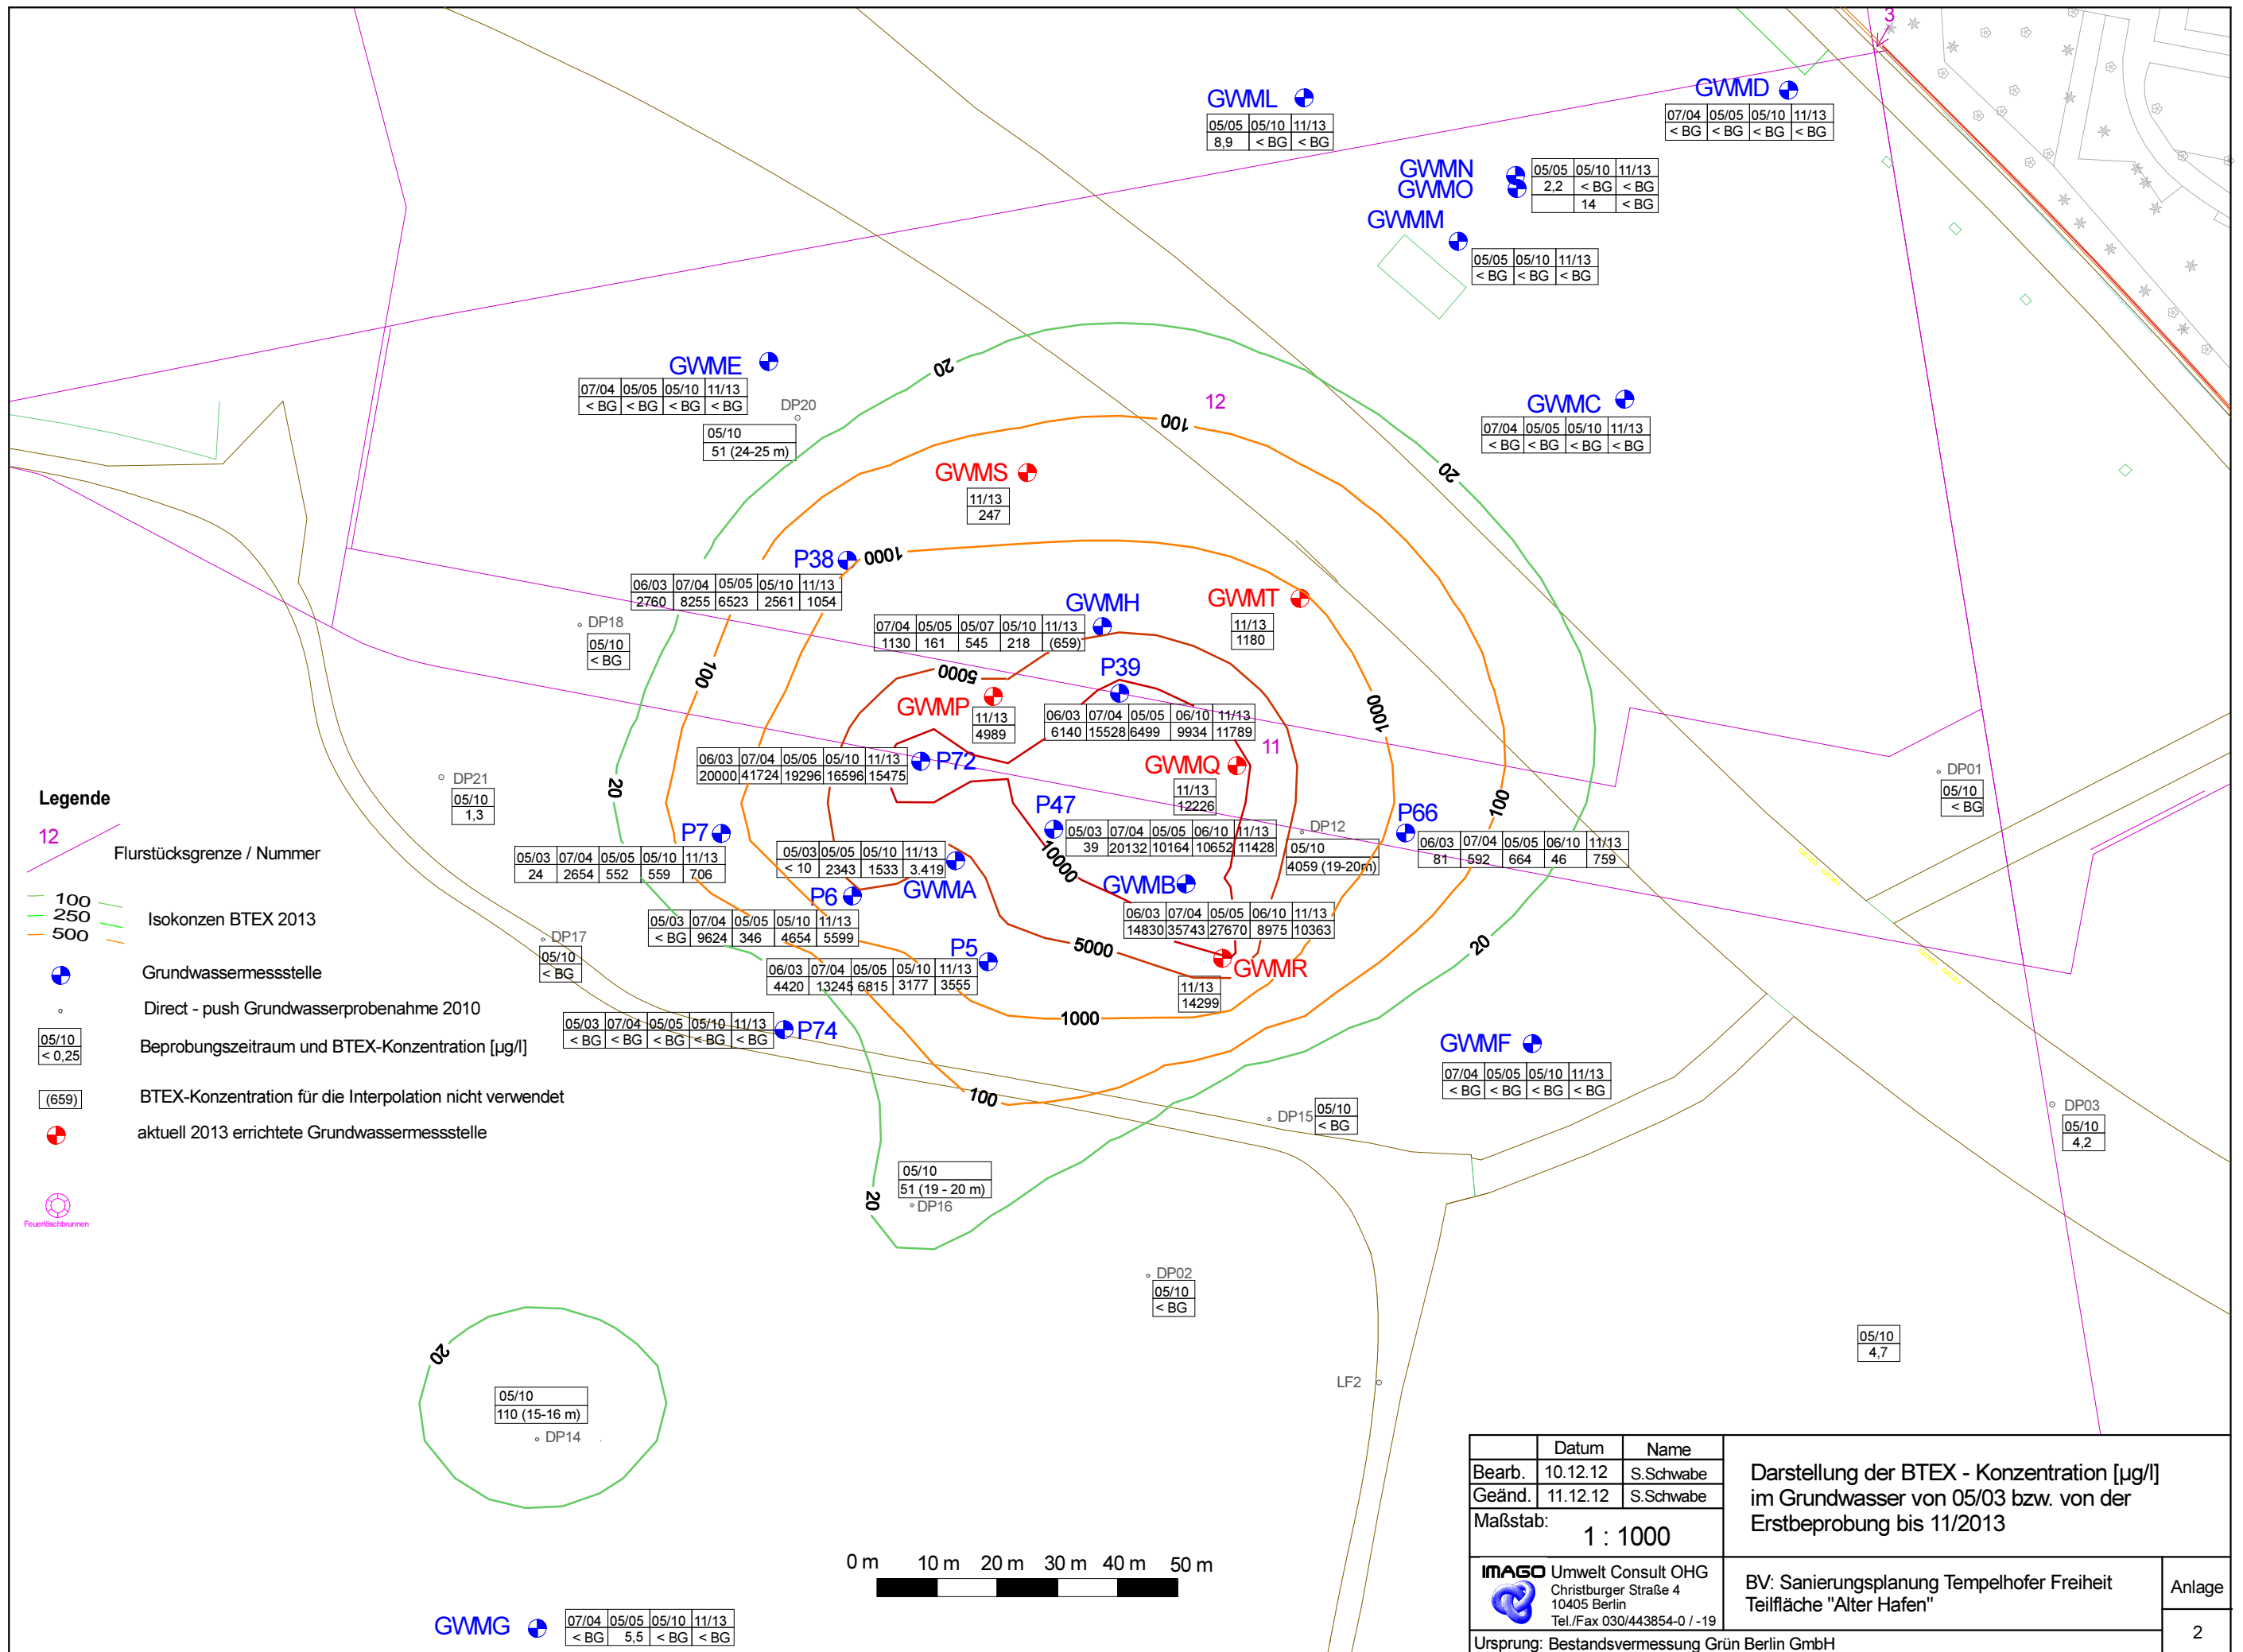 3
GWML
05/05 05/10 11/13
8,9 < BG < BG
GWMD
07/04 05/05 05/10 11/13
< BG < BG < BG < BG
GWMN
GWMO
05/05 05/10 11/13
2,2 < BG < BG
14 < BG
GWMM
05/05 05/10 11/13
< BG < BG < BG
GWME
07/04 05/05 05/10 11/13
< BG < BG < BG < BG
DP20
05/10
51 (24-25 m)
20
12
100
GWMC
07/04 05/05 05/10 11/13
< BG < BG < BG < BG
20
GWMS
11/13
247
P38
1000
06/03 07/04 05/05 05/10 11/13
2760 8255 6523 2561 1054
DP18
05/10
< BG
GWMH
07/04 05/05 05/07 05/10 11/13
1130 161 545 218 (659)
GWMT
11/13
1180
100
5000
P39
06/03 07/04 05/05 06/10 11/13
6140 15528 6499 9934 11789
GWMP
11/13
4989
1000
11
P72
06/03 07/04 05/05 05/10 11/13
20000 41724 19296 16596 15475
GWMQ
11/13
12226
DP21
05/10
1,3
20
100
DP01
05/10
< BG
P7
05/03 07/04 05/05 05/10 11/13
24 2654 552 559 706
P47
05/03 07/04 05/05 06/10 11/13
39 20132 10164 10652 11428
DP12
05/10
4059 (19-20m)
P66
06/03 07/04 05/05 06/10 11/13
81 592 664 46 759
05/03 05/05 05/10 11/13
< 10 2343 1533 3.419
GWMA
10000
P6
05/03 07/04 05/05 05/10 11/13
< BG 9624 346 4654 5599
GWMB
06/03 07/04 05/05 06/10 11/13
14830 35743 27670 8975 10363
DP17
05/10
< BG
P5
06/03 07/04 05/05 05/10 11/13
4420 13245 6815 3177 3555
5000
GWMR
11/13
14299
20
1000
P74
05/03 07/04 05/05 05/10 11/13
< BG < BG < BG < BG < BG
GWMF
07/04 05/05 05/10 11/13
< BG < BG < BG < BG
100
DP15
05/10
< BG
DP03
05/10
4,2
05/10
51 (19 - 20 m)
DP16
20
DP02
05/10
< BG
05/10
4,7
LF2
20
05/10
110 (15-16 m)
DP14
GWMG
07/04 05/05 05/10 11/13
< BG 5,5 < BG < BG
Legende
12
Flurstücksgrenze / Nummer
100
250
500
Isokonzen BTEX 2013
Grundwassermessstelle
Direct - push Grundwasserprobenahme 2010
05/10
< 0,25
Beprobungszeitraum und BTEX-Konzentration [µg/l]
(659)
BTEX-Konzentration für die Interpolation nicht verwendet
aktuell 2013 errichtete Grundwassermessstelle
Feuerlöschbrunnen
0 m 10 m 20 m 30 m 40 m 50 m
Datum Name
Bearb. 10.12.12 S.Schwabe
Geänd. 11.12.12 S.Schwabe
Maßstab:
1 : 1000
Darstellung der BTEX - Konzentration [µg/l]
im Grundwasser von 05/03 bzw. von der
Erstbeprobung bis 11/2013
IMAGO Umwelt Consult OHG
Christburger Straße 4
10405 Berlin
Tel./Fax 030/443854-0 / -19
BV: Sanierungsplanung Tempelhofer Freiheit
Teilfläche "Alter Hafen"
Anlage
2
Ursprung: Bestandsvermessung Grün Berlin GmbH